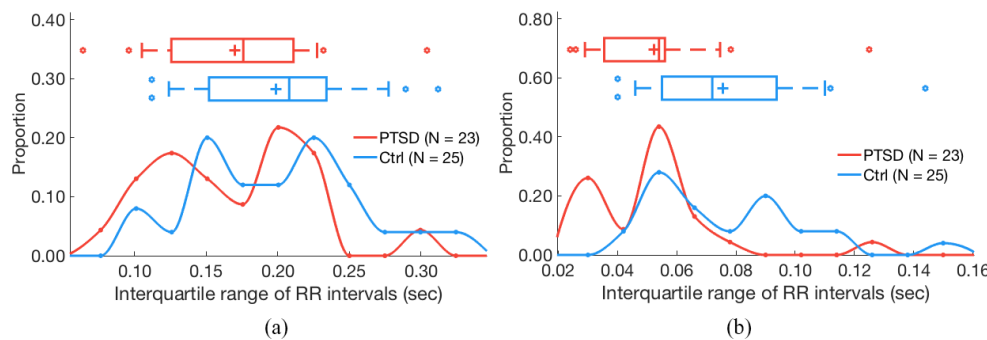 0.40
0.30
0.20
0.10
0.00
Proportion
PTSD (N = 23)
Ctrl (N = 25)
0.10 0.15 0.20 0.25 0.30
Interquartile range of RR intervals (sec)
(a)
0.80
0.60
0.40
0.20
0.00
Proportion
PTSD (N = 23)
Ctrl (N = 25)
0.02 0.04 0.06 0.08 0.10 0.12 0.14 0.16
Interquartile range of RR intervals (sec)
(b)